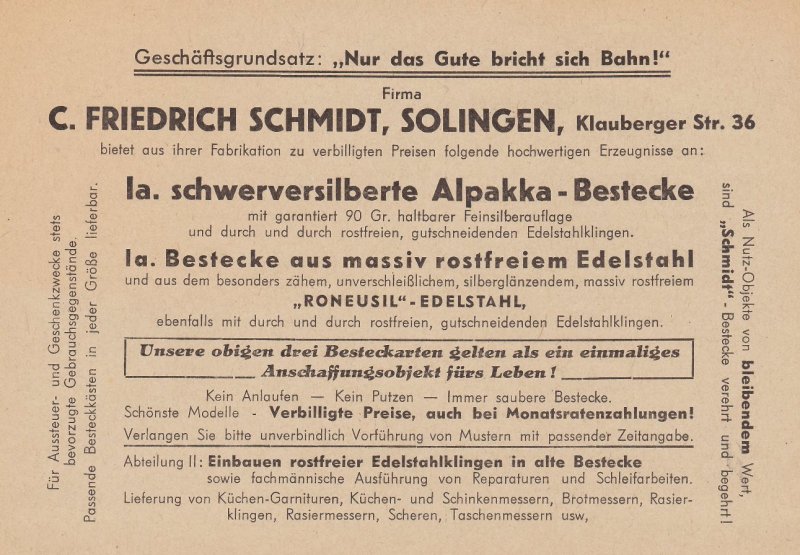 Geschäftsgrundsatz: „Nur das Gute bricht sich Bahn!“
Firma
C. FRIEDRICH SCHMIDT, SOLINGEN, Klauberger Str. 36
bietet aus ihrer Fabrikation zu verbilligten Preisen folgende hochwertigen Erzeugnisse an:
Ia. schwerversilberte Alpakka-Bestecke
mit garantiert 90 Gr. haltbarer Feinsilberauflage
und durch und durch rostfreien, gutschneidenden Edelstahlklingen.
Ia. Bestecke aus massiv rostfreiem Edelstahl
und aus dem besonders zähem, unverschleißlichem, silberglänzendem, massiv rostfreiem
„RONEUSIL“-EDELSTAHL,
ebenfalls mit durch und durch rostfreien, gutschneidenden Edelstahlklingen.
Unsere obigen drei Besteckarten gelten als ein einmaliges
Anschaffungsobjekt fürs Leben!
Kein Anlaufen — Kein Putzen — Immer saubere Bestecke.
Schönste Modelle - Verbilligte Preise, auch bei Monatsratenzahlungen!
Verlangen Sie bitte unverbindlich Vorführung von Mustern mit passender Zeitangabe.
Abteilung II: Einbauen rostfreier Edelstahlklingen in alte Bestecke
sowie fachmännische Ausführung von Reparaturen und Schleifarbeiten.
Lieferung von Küchen-Garnituren, Küchen- und Schinkenmessern, Brotmessern, Rasier-
klingen, Rasiermessern, Scheren, Taschenmessern usw,
Für Aussteuer- und Geschenkzwecke stets
bevorzugte Gebrauchsgegenstände.
Passende Besteckkästen in jeder Größe lieferbar.
Als Nutz-Objekte von bleibendem Wert,
sind „Schmidt“-Bestecke verehrt und begehrt!